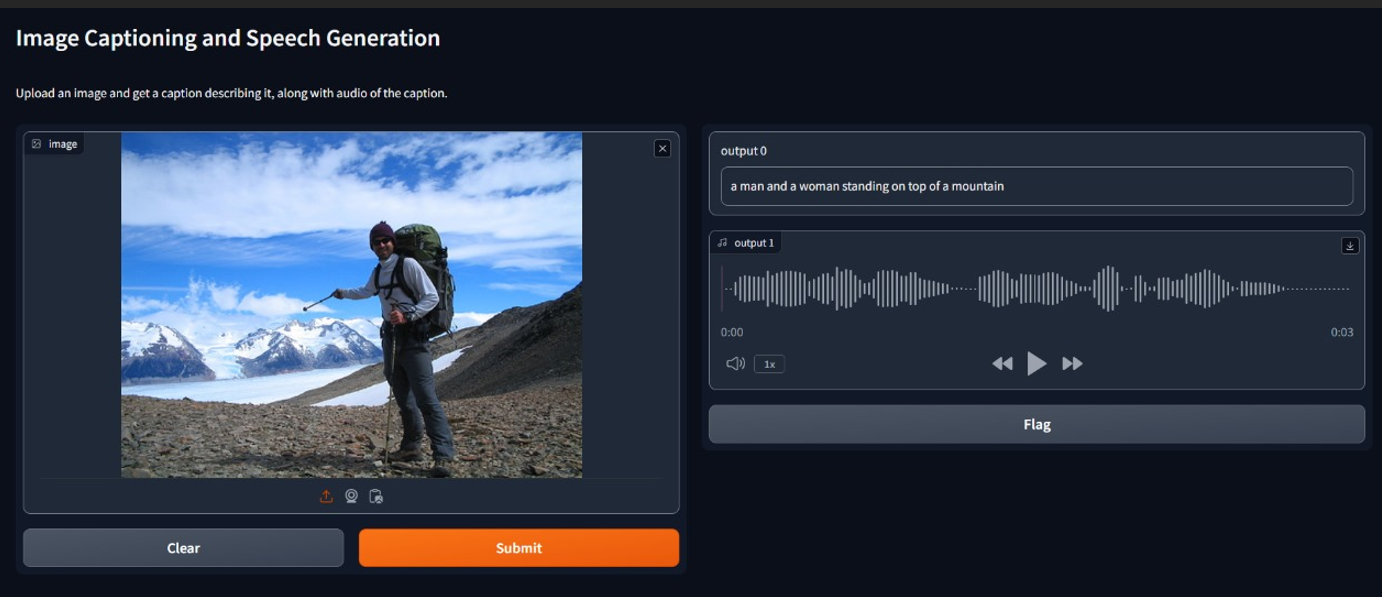 Image Captioning and Speech Generation
Upload an image and get a caption describing it, along with audio of the caption.
image
output 0
a man and a woman standing on top of a mountain
output 1
0:00
0:03
1x
Flag
Clear
Submit